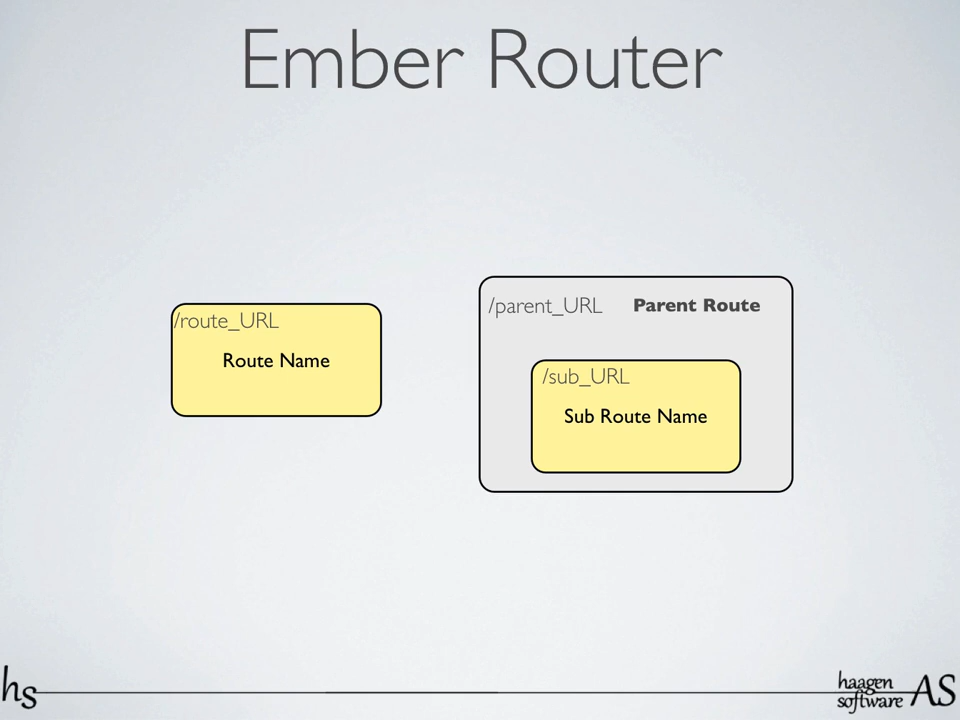 Ember Router
/route_URL
Route Name
/parent_URL Parent Route
/sub_URL
Sub Route Name
hs
haagen
software AS